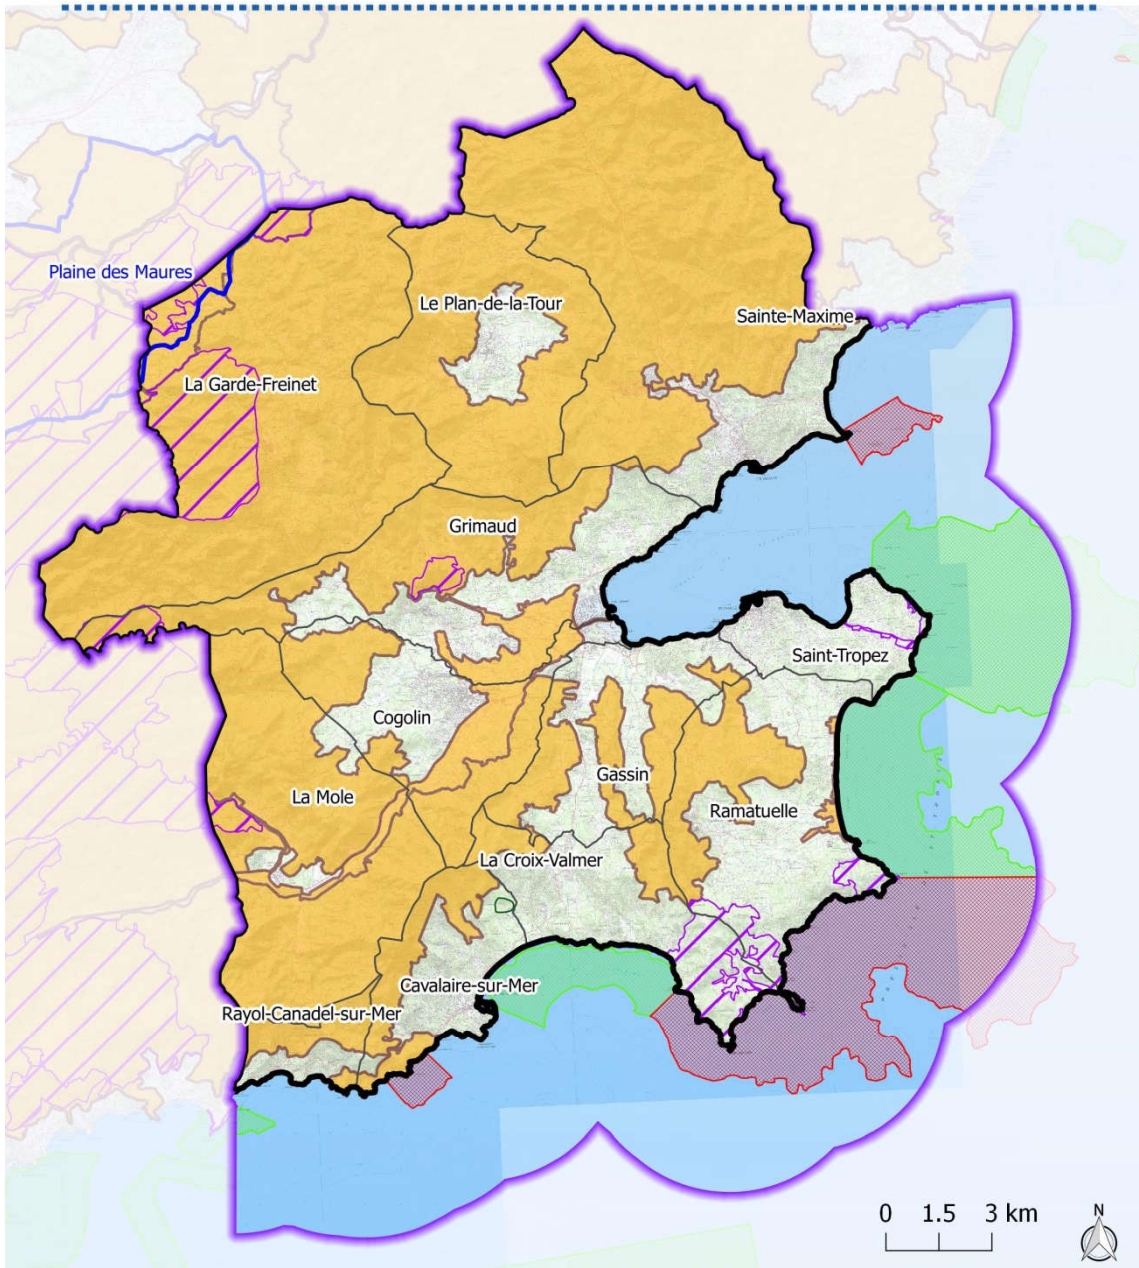 Plaine des Maures
Le Plan-de-la-Tour
Sainte-Maxime
La Garde-Freinet
Grimaud
Saint-Tropez
Cogolin
Gassin
La Mole
Ramatuelle
La Croix-Valmer
Cavalaire-sur-Mer
Rayol-Canadel-sur-Mer
0 1.5 3 km
N